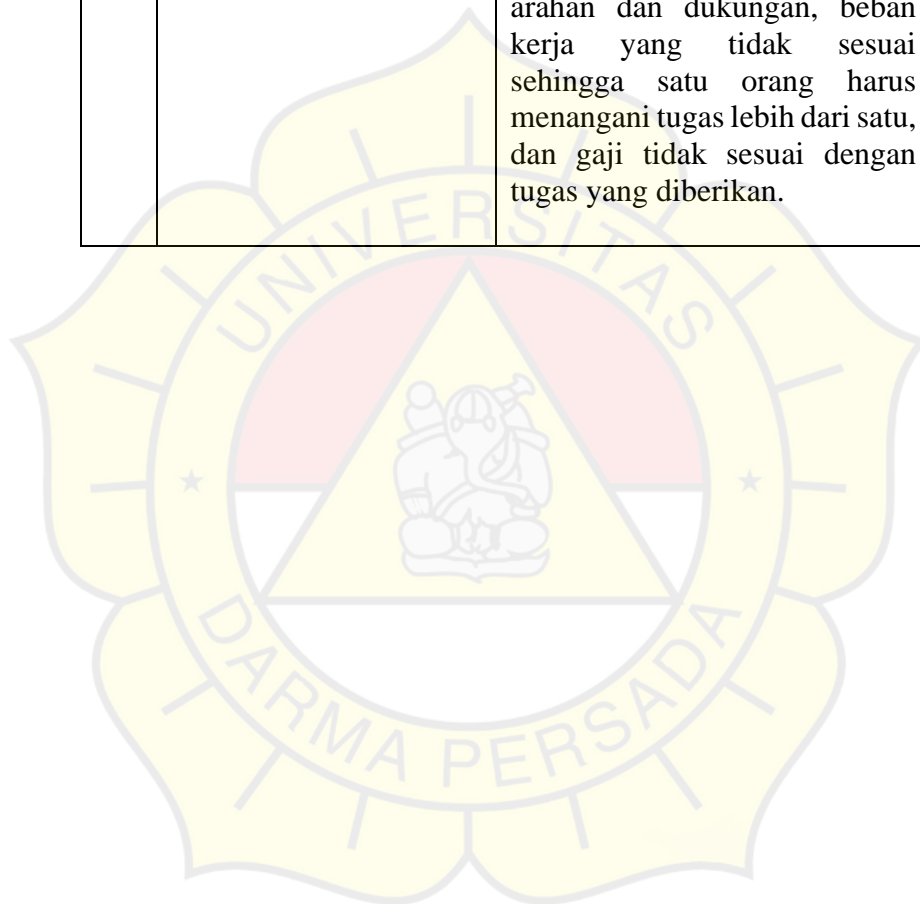 arahan dan dukungan, beban
kerja yang tidak sesuai
sehingga satu orang harus
menangani tugas lebih dari satu,
dan gaji tidak sesuai dengan
tugas yang diberikan.
UNIVERSITAS
DARMA PERSADA